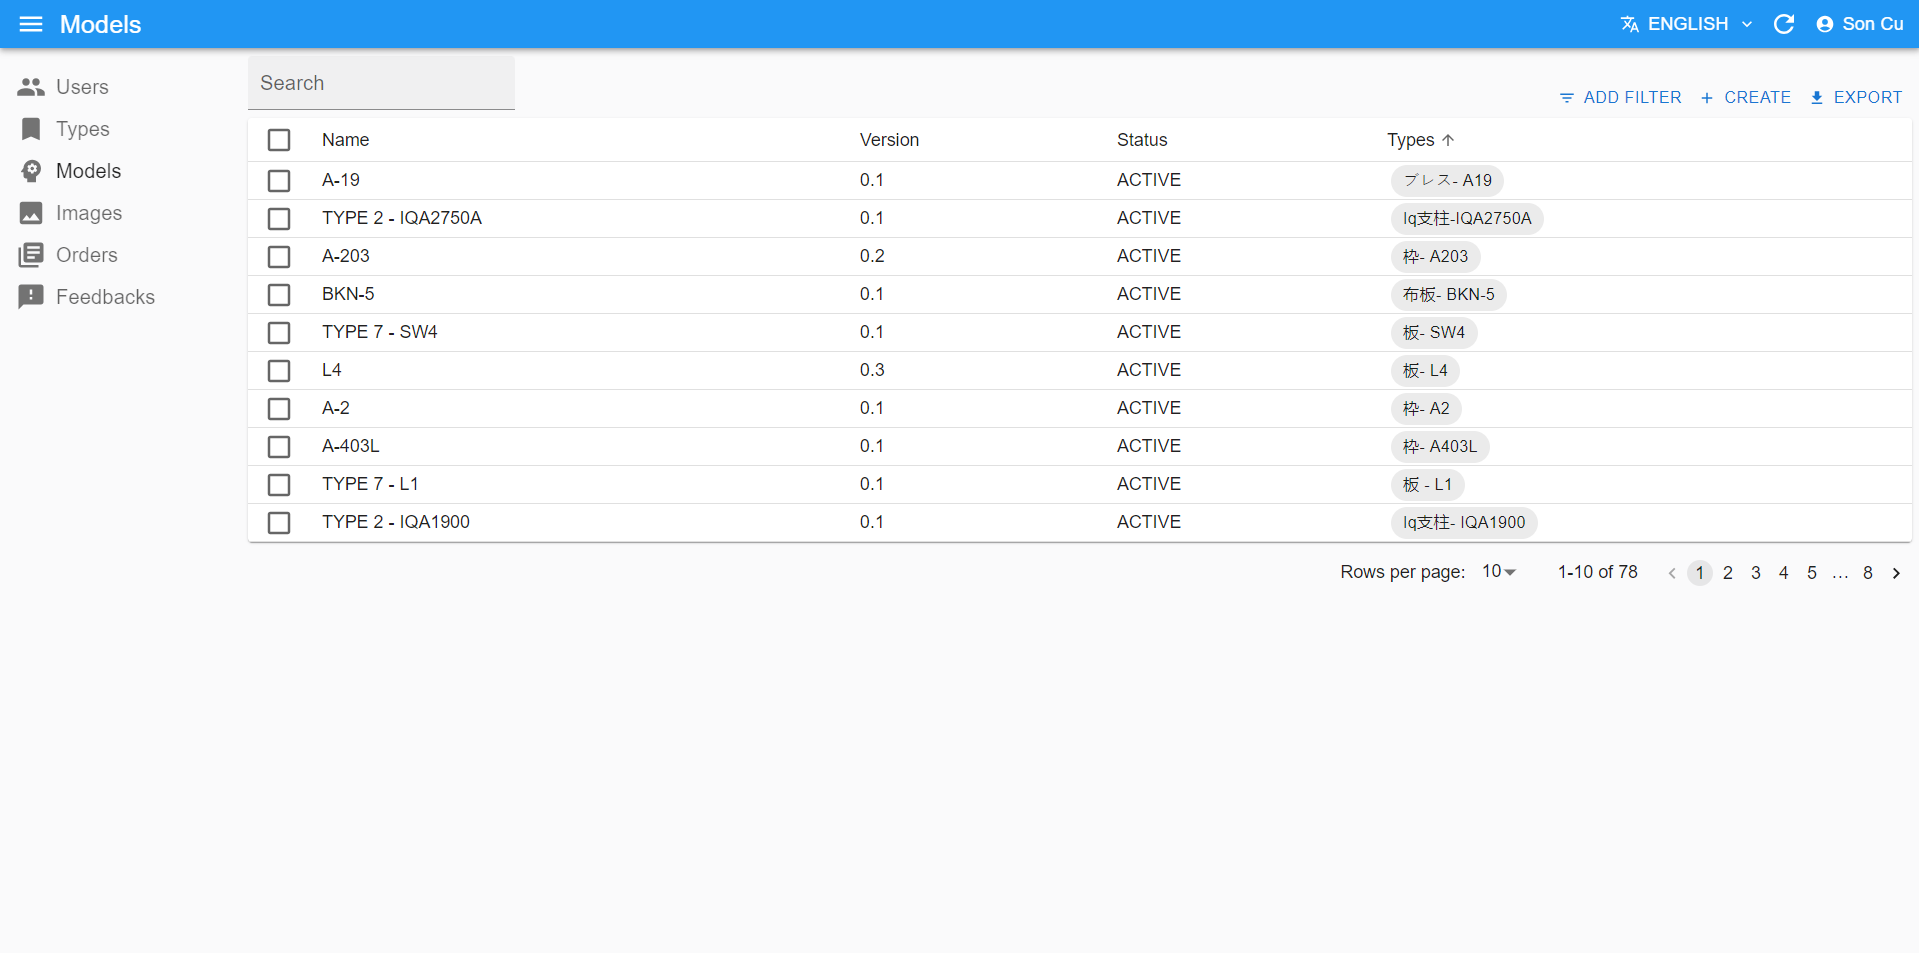 Models
ENGLISH
Son Cu
Users
Types
Models
Images
Orders
Feedbacks
Search
ADD FILTER
CREATE
EXPORT
Name Version Status Types
A-19 0.1 ACTIVE ブレス- A19
TYPE 2 - IQA2750A 0.1 ACTIVE Iq支柱-IQA2750A
A-203 0.2 ACTIVE 枠- A203
BKN-5 0.1 ACTIVE 布板- BKN-5
TYPE 7 - SW4 0.1 ACTIVE 板- SW4
L4 0.3 ACTIVE 板- L4
A-2 0.1 ACTIVE 枠- A2
A-403L 0.1 ACTIVE 枠- A403L
TYPE 7 - L1 0.1 ACTIVE 板 - L1
TYPE 2 - IQA1900 0.1 ACTIVE Iq支柱- IQA1900
Rows per page: 10 1-10 of 78 1 2 3 4 5 ... 8